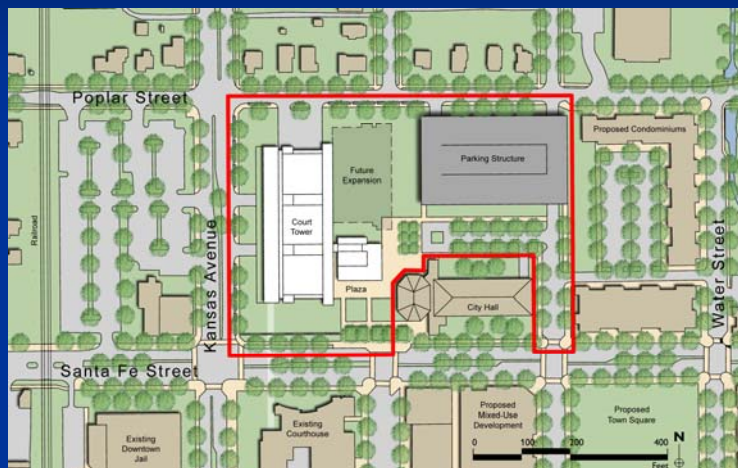 Poplar Street
Proposed Condominiums
Parking Structure
Future
Expansion
Court
Tower
Railroad
Kansas Avenue
Water Street
Plaza
City Hall
Santa Fe Street
Existing
Downtown
Jail
Existing
Courthouse
Proposed
Mixed-Use
Development
Proposed
Town Square
0 100 200 400
Feet
N